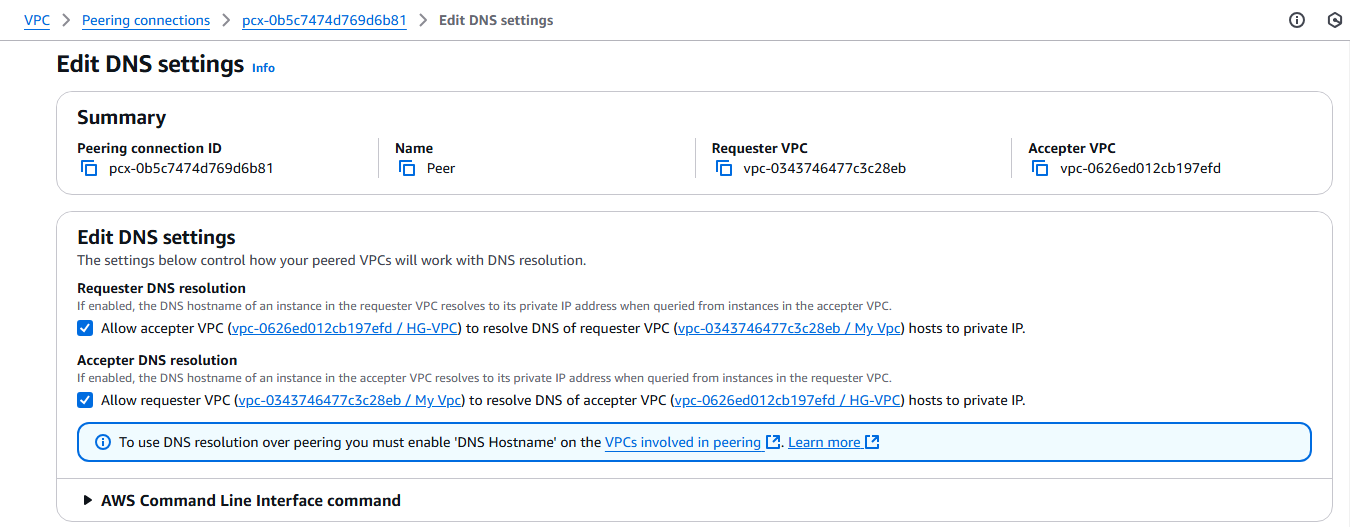 VPC > Peering connections > pcx-0b5c7474d769d6b81 > Edit DNS settings
Edit DNS settings Info
Summary
Peering connection ID Name Requester VPC Accepter VPC
pcx-0b5c7474d769d6b81 Peer vpc-0343746477c3c28eb vpc-0626ed012cb197efd
Edit DNS settings
The settings below control how your peered VPCs will work with DNS resolution.
Requester DNS resolution
If enabled, the DNS hostname of an instance in the requester VPC resolves to its private IP address when queried from instances in the accepter VPC.
Allow accepter VPC (vpc-0626ed012cb197efd / HG-VPC) to resolve DNS of requester VPC (vpc-0343746477c3c28eb / My Vpc) hosts to private IP.
Accepter DNS resolution
If enabled, the DNS hostname of an instance in the accepter VPC resolves to its private IP address when queried from instances in the requester VPC.
Allow requester VPC (vpc-0343746477c3c28eb / My Vpc) to resolve DNS of accepter VPC (vpc-0626ed012cb197efd / HG-VPC) hosts to private IP.
To use DNS resolution over peering you must enable 'DNS Hostname' on the VPCs involved in peering. Learn more
AWS Command Line Interface command